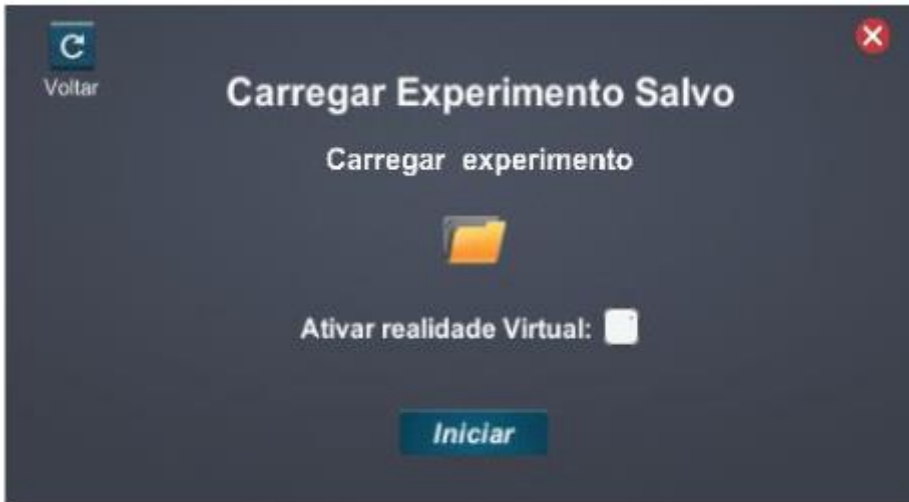 Voltar
Carregar Experimento Salvo
Carregar experimento
Ativar realidade Virtual:
Iniciar